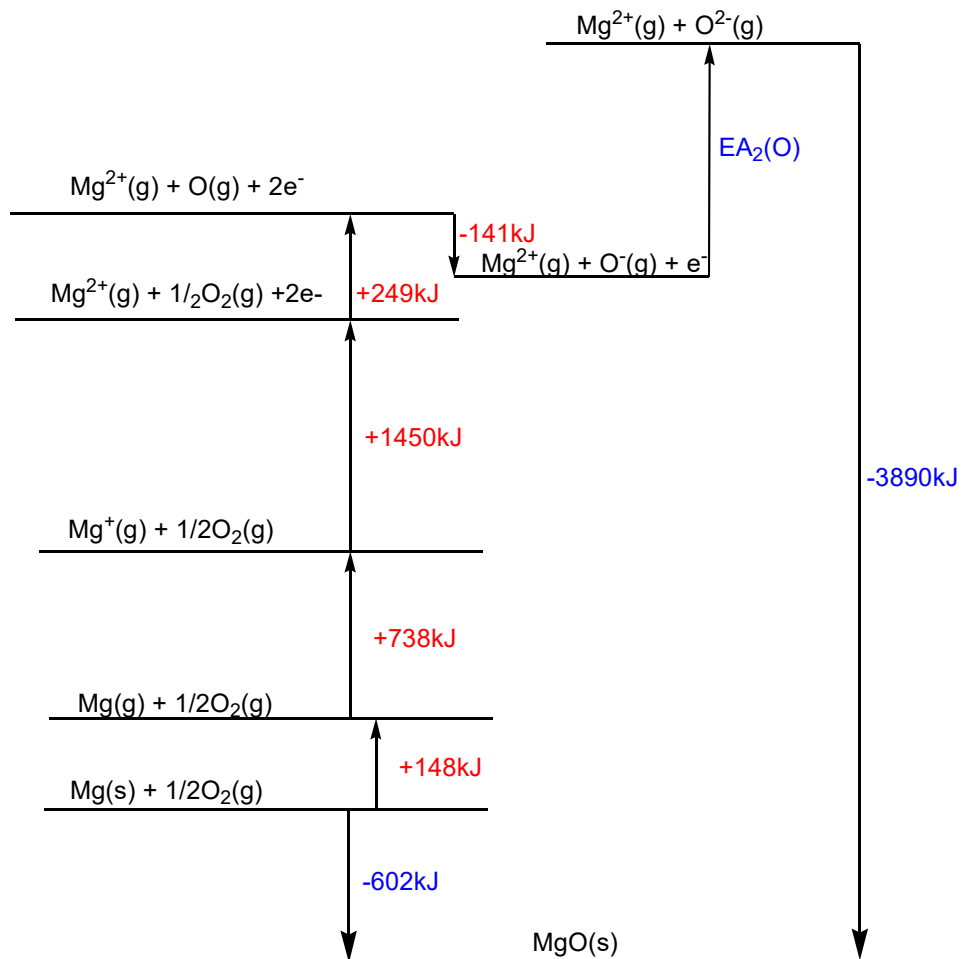 Mg²⁺(g) + O²⁻(g)
EA₂(O)
Mg²⁺(g) + O(g) + 2e⁻
-141kJ
Mg²⁺(g) + O⁻(g) + e⁻
Mg²⁺(g) + 1/₂O₂(g) +2e-
+249kJ
+1450kJ
-3890kJ
Mg⁺(g) + 1/2O₂(g)
+738kJ
Mg(g) + 1/2O₂(g)
+148kJ
Mg(s) + 1/2O₂(g)
-602kJ
MgO(s)